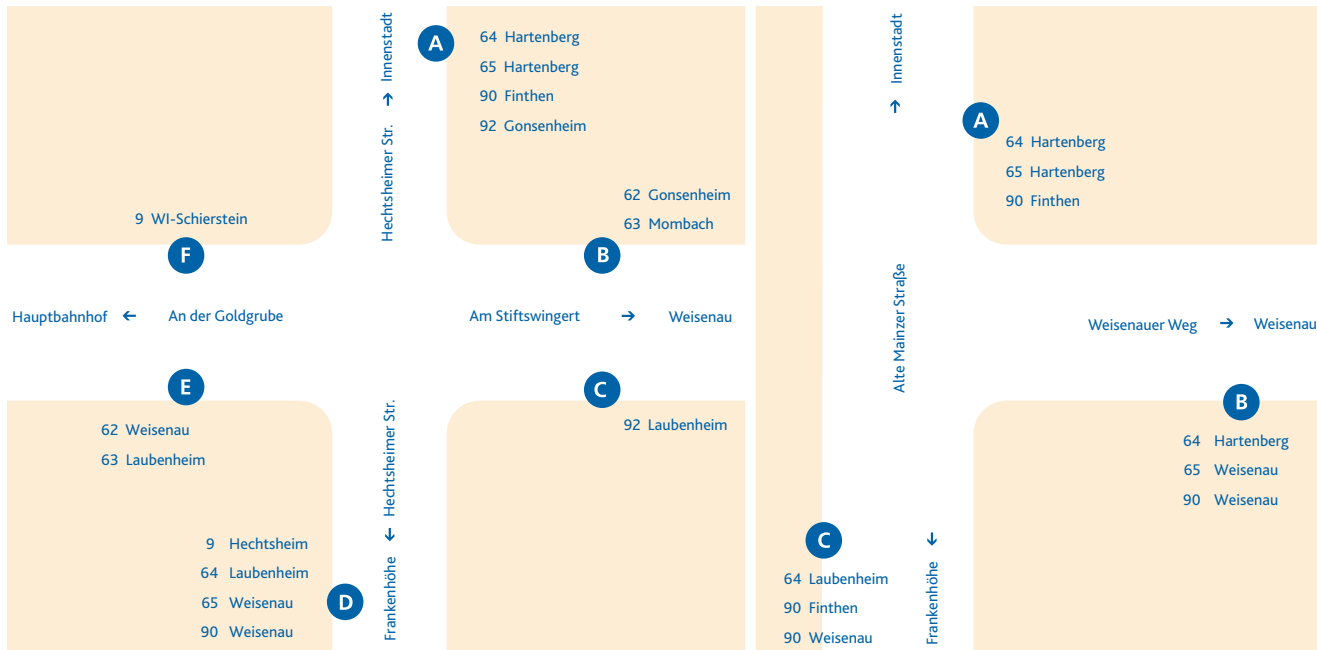 A
64 Hartenberg
65 Hartenberg
90 Finthen
92 Gonsenheim
Hechtsheimer Str. → Innenstadt
62 Gonsenheim
63 Mombach
B
9 WI-Schierstein
F
Hauptbahnhof ← An der Goldgrube
Am Stiftswingert → Weisenau
E
62 Weisenau
63 Laubenheim
C
92 Laubenheim
9 Hechtsheim
64 Laubenheim
65 Weisenau
90 Weisenau
D
Frankenhöhe ← Hechtsheimer Str.
→ Innenstadt
A
64 Hartenberg
65 Hartenberg
90 Finthen
Alte Mainzer Straße
Weisenauer Weg → Weisenau
B
64 Hartenberg
65 Weisenau
90 Weisenau
C
64 Laubenheim
90 Finthen
90 Weisenau
Frankenhöhe ←